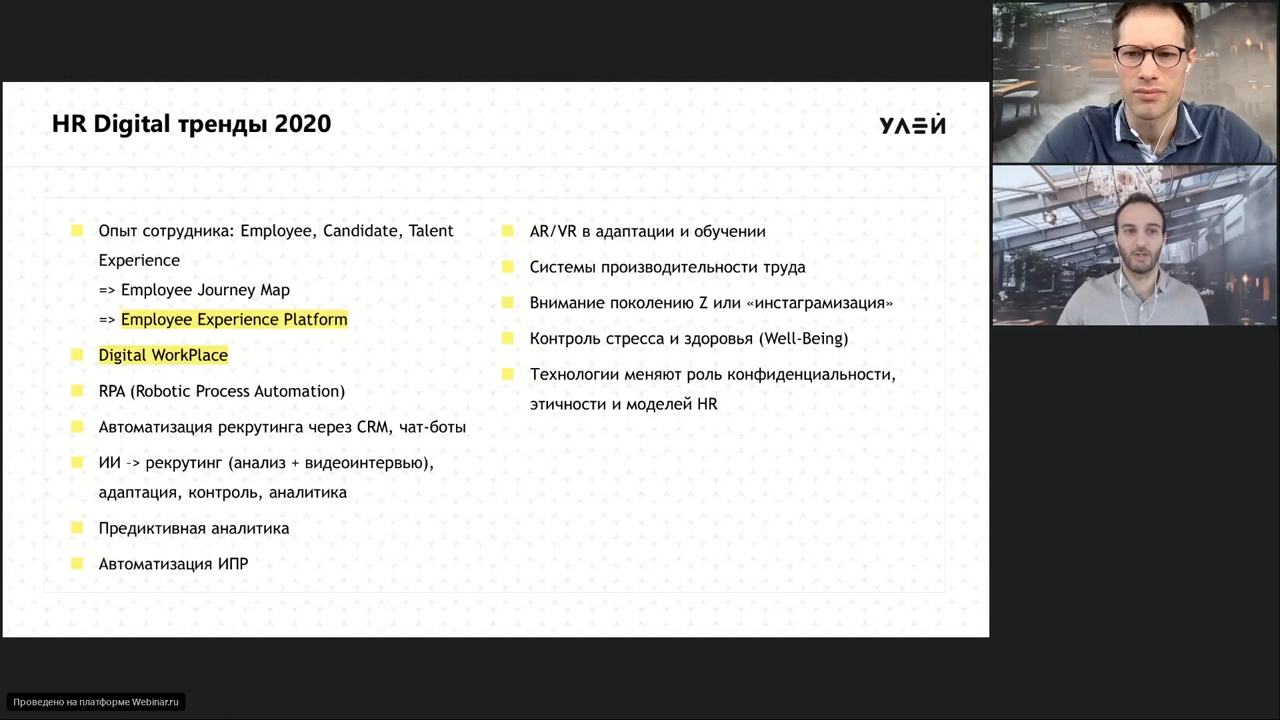 HR Digital тренды 2020
УЛЕЙ
Опыт сотрудника: Employee, Candidate, Talent
Experience
=> Employee Journey Map
=> Employee Experience Platform
Digital WorkPlace
RPA (Robotic Process Automation)
Автоматизация рекрутинга через CRM, чат-боты
ИИ -> рекрутинг (анализ + видеоинтервью),
адаптация, контроль, аналитика
Предиктивная аналитика
Автоматизация ИПР
AR/VR в адаптации и обучении
Системы производительности труда
Внимание поколению Z или «инстаграмизация»
Контроль стресса и здоровья (Well-Being)
Технологии меняют роль конфиденциальности,
этичности и моделей HR
Проведено на платформе Webinar.ru